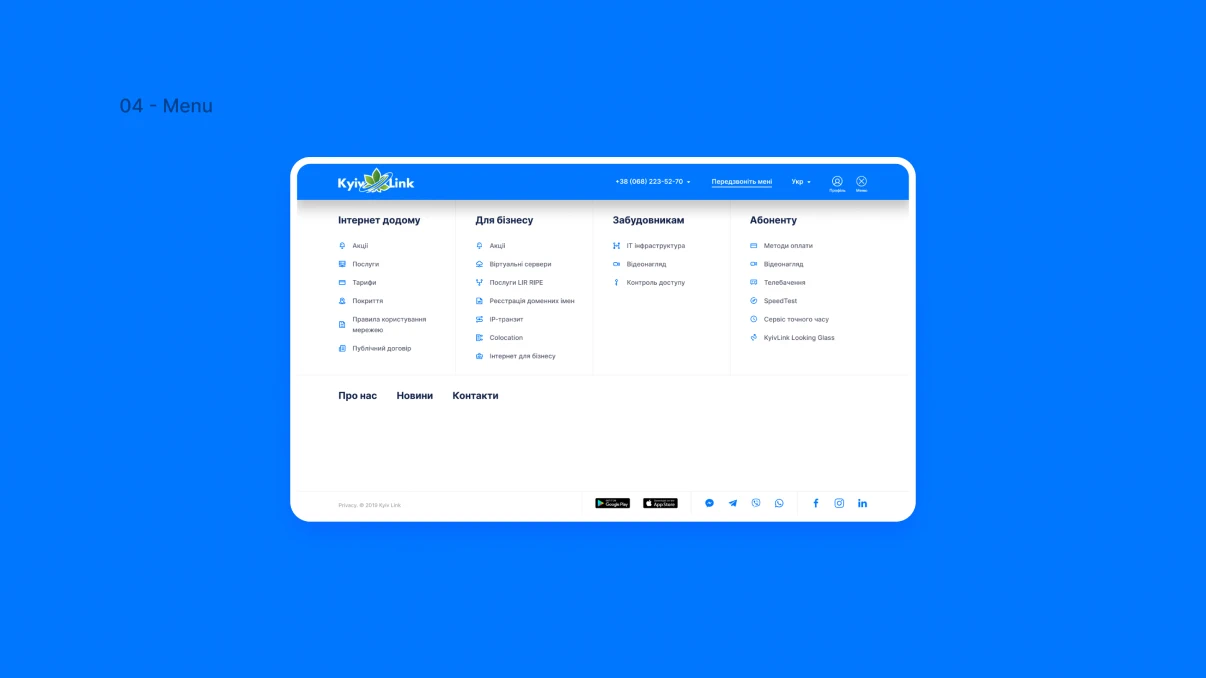 04 - Menu
Kyiv Link
+38 (068) 223-52-70
Передзвоніть мені
Укр
Профіль
Меню
Інтернет додому
Акції
Послуги
Тарифи
Покриття
Правила користування
мережею
Публічний договір
Для бізнесу
Акції
Віртуальні сервери
Послуги LIR RIPE
Реєстрація доменних імен
IP-транзит
Colocation
Інтернет для бізнесу
Забудовникам
IT інфраструктура
Відеонагляд
Контроль доступу
Абоненту
Методи оплати
Відеонагляд
Телебачення
SpeedTest
Сервіс точного часу
KyivLink Looking Glass
Про нас
Новини
Контакти
Privacy. © 2019 Kyiv Link
Google Play
App Store